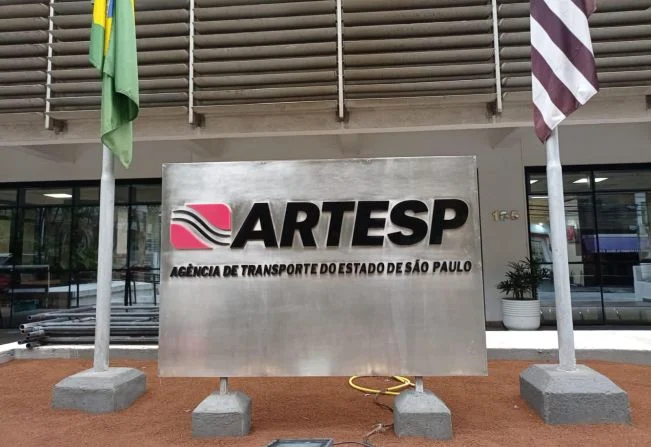 ARTESP
AGÊNCIA DE TRANSPORTE DO ESTADO DE SÃO PAULO